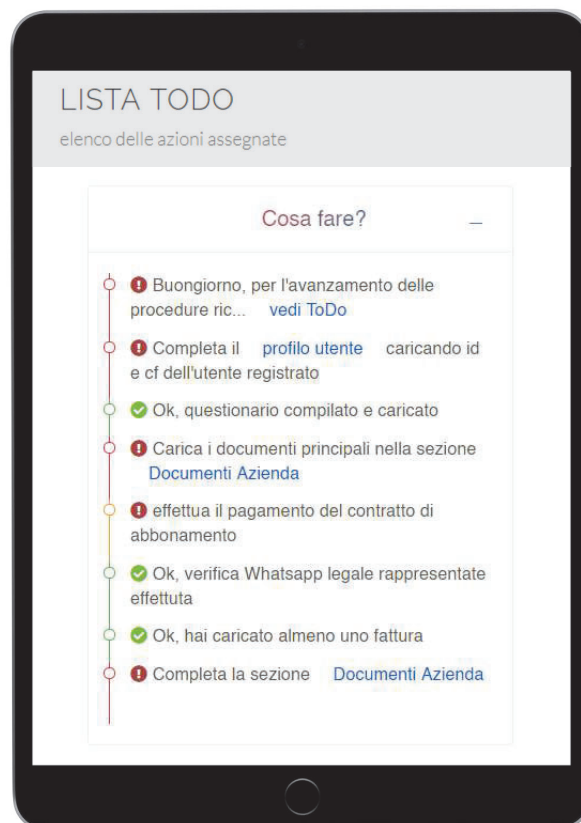 LISTA TODO
elenco delle azioni assegnate
Cosa fare?
Buongiorno, per l'avanzamento delle
procedure ric... vedi ToDo
Completa il profilo utente caricando id
e cf dell'utente registrato
Ok, questionario compilato e caricato
Carica i documenti principali nella sezione
Documenti Azienda
effettua il pagamento del contratto di
abbonamento
Ok, verifica Whatsapp legale rappresentate
effettuta
Ok, hai caricato almeno uno fattura
Completa la sezione Documenti Azienda